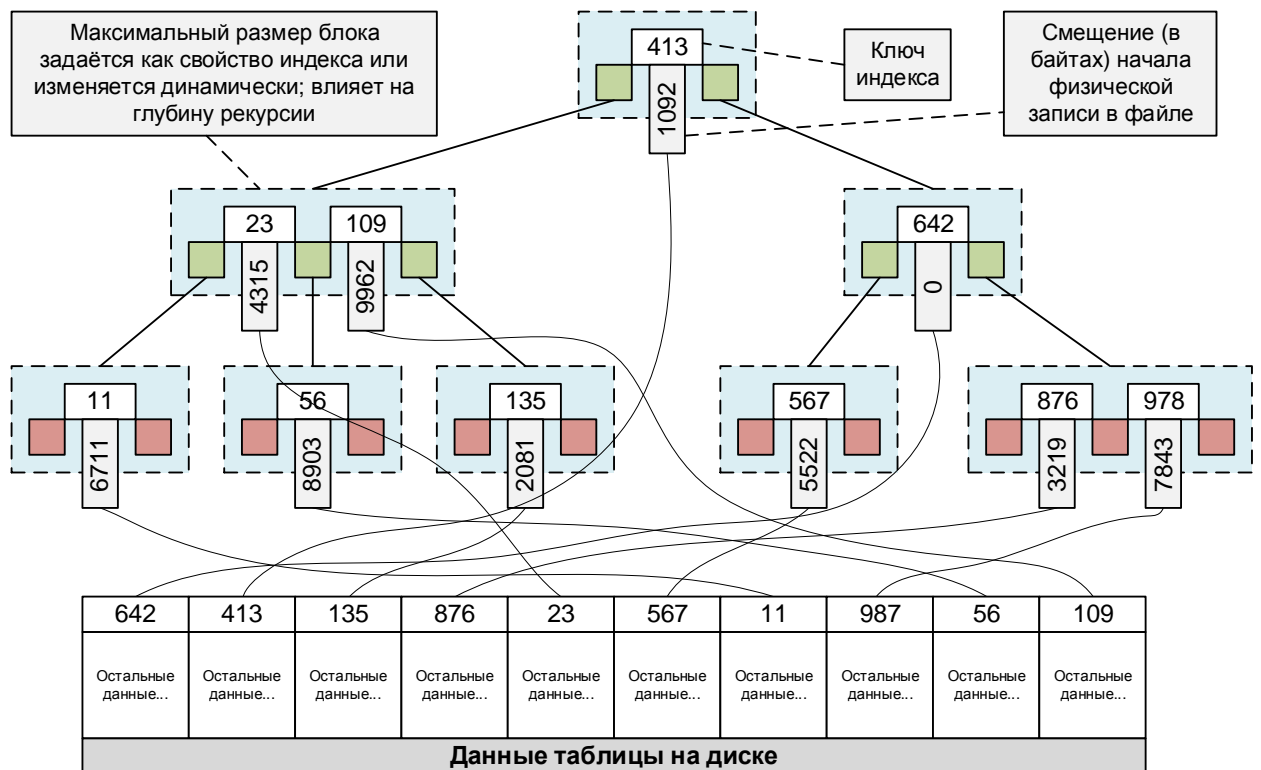 Максимальный размер блока
задаётся как свойство индекса или
изменяется динамически; влияет на
глубину рекурсии
413
1092
Ключ
индекса
Смещение (в
байтах) начала
физической
записи в файле
23
109
4315
9962
642
0
11
6711
56
8903
135
2081
567
5522
876
978
3219
7843
642 413 135 876 23 567 11 987 56 109
Остальные Остальные Остальные Остальные Остальные Остальные Остальные Остальные Остальные Остальные
данные... данные... данные... данные... данные... данные... данные... данные... данные... данные...
Данные таблицы на диске